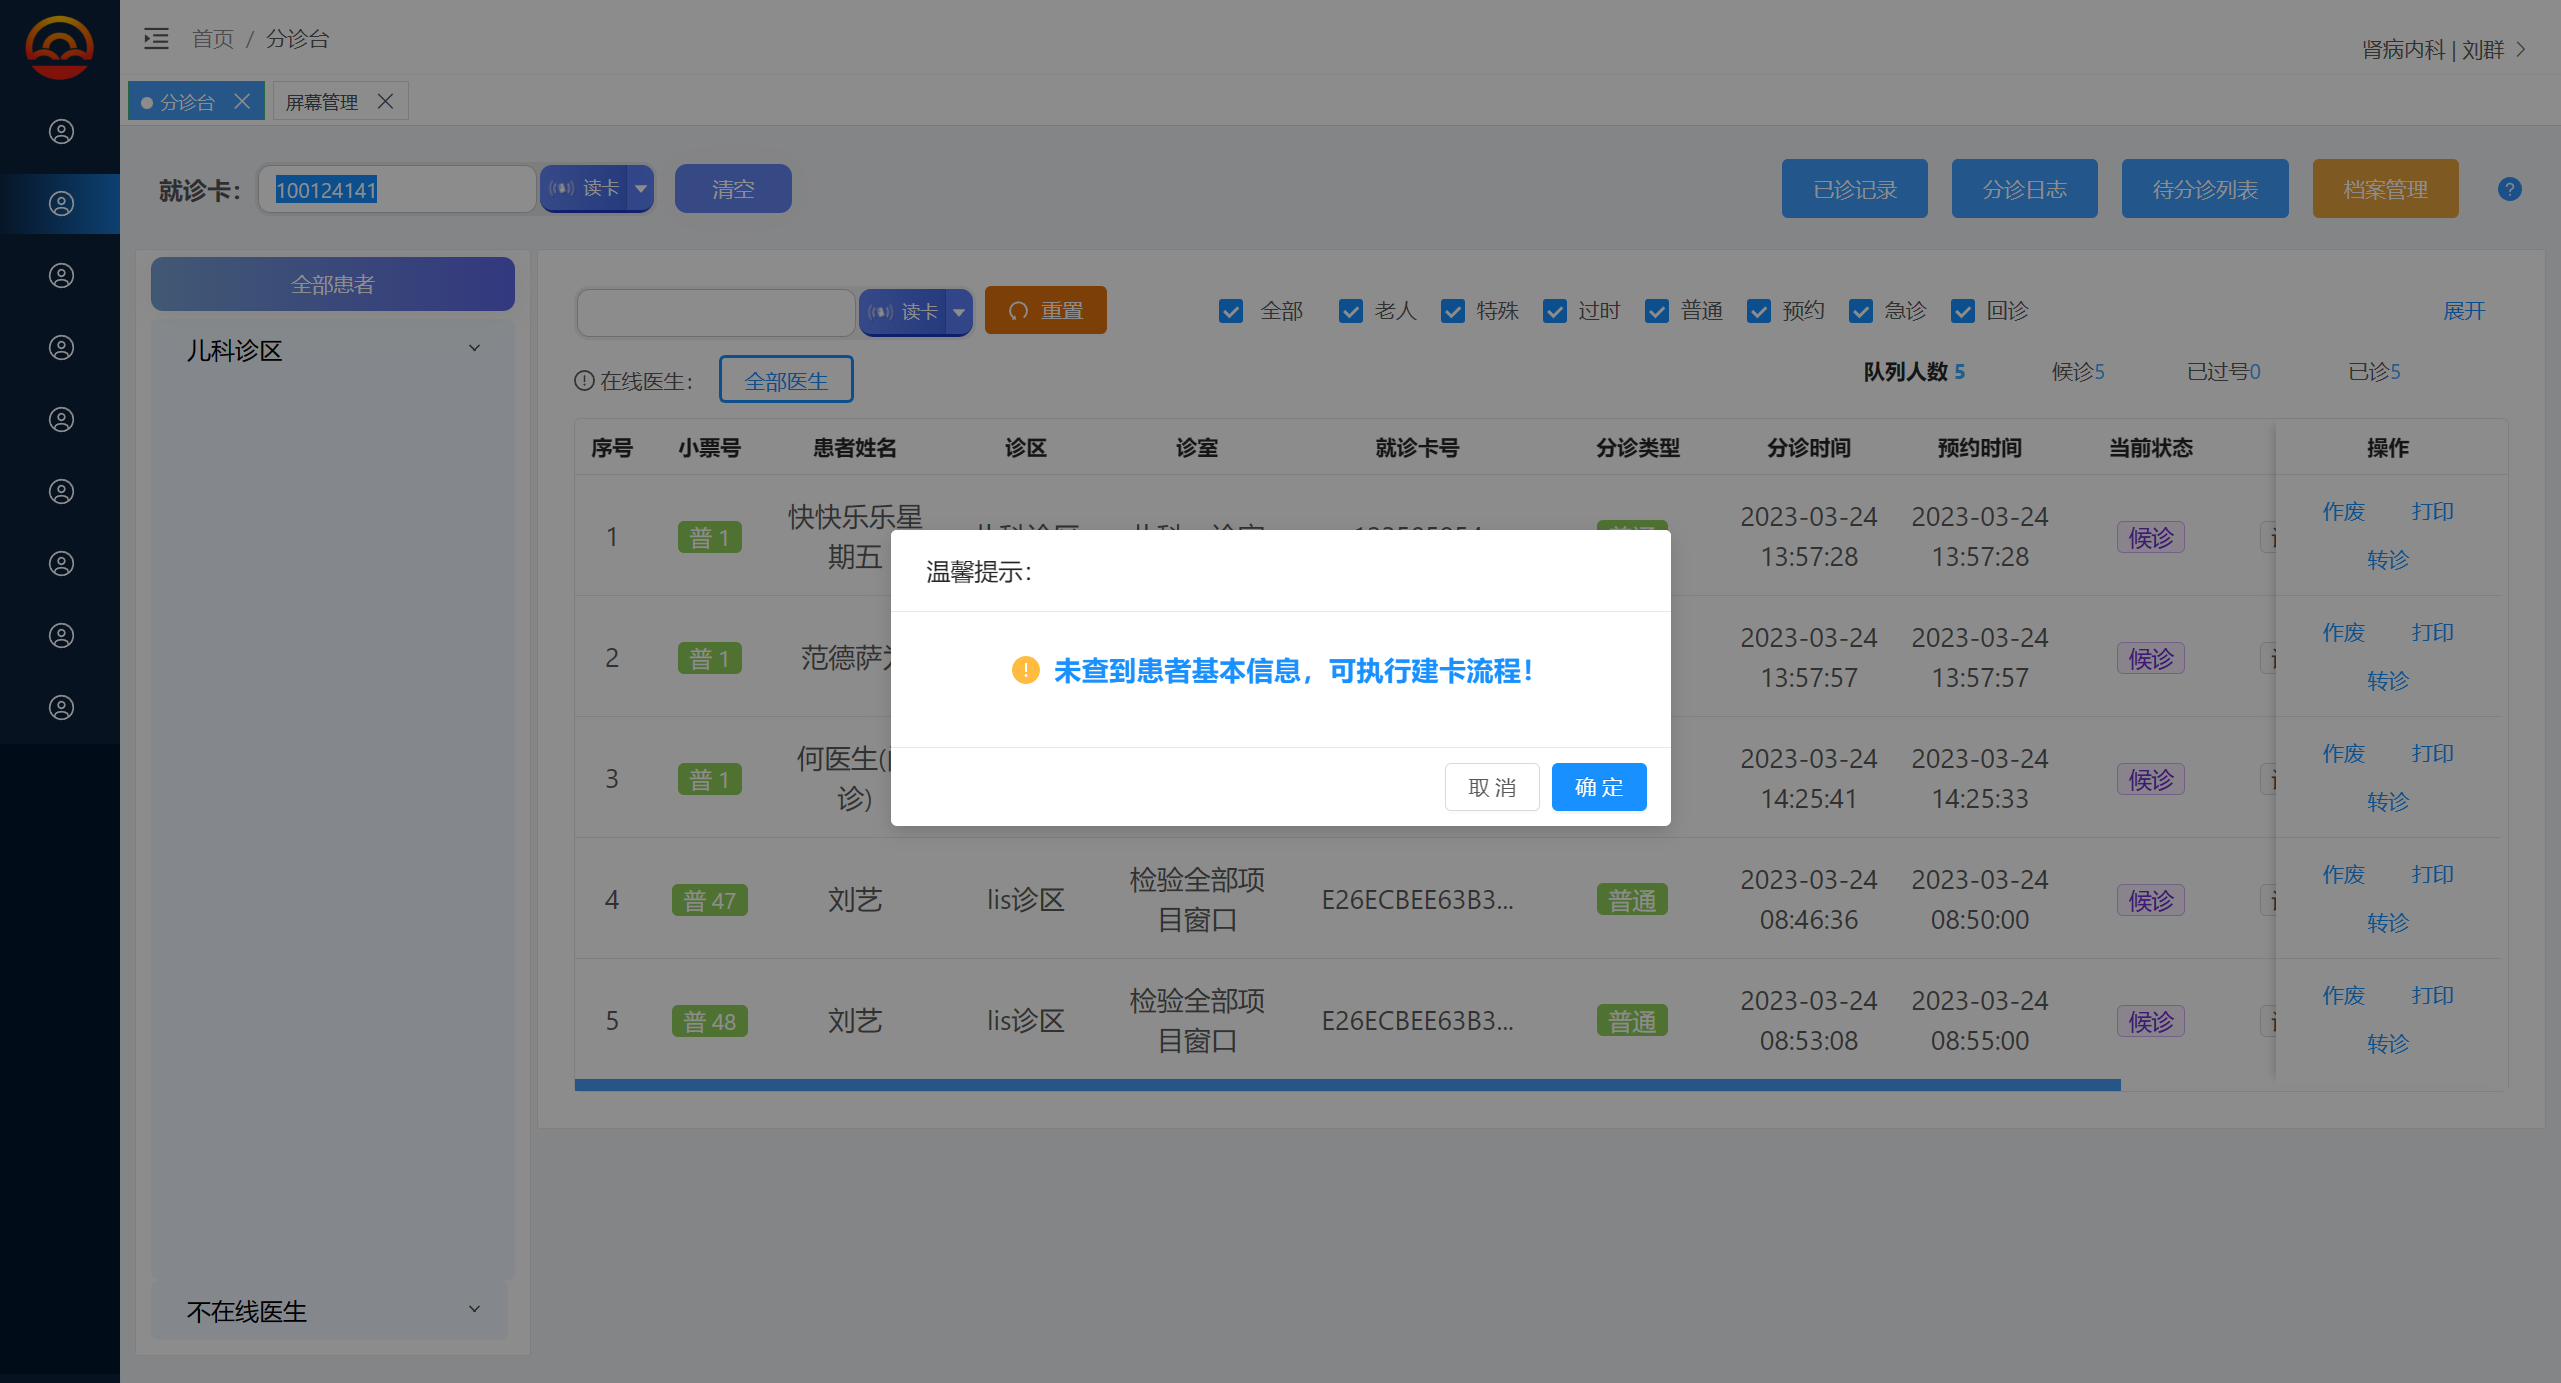 首页 / 分诊台
肾病内科 | 刘群
分诊台
屏幕管理
就诊卡：
100124141
读卡
清空
已诊记录
分诊日志
待分诊列表
档案管理
全部患者
儿科诊区
不在线医生
读卡
重置
全部
老人
特殊
过时
普通
预约
急诊
回诊
展开
在线医生：
全部医生
队列人数 5
候诊5
已过号0
已诊5
序号 小票号 患者姓名 诊区 诊室 就诊卡号 分诊类型 分诊时间 预约时间 当前状态 操作
1 普 1 快快乐乐星期五 2023-03-24 13:57:28 2023-03-24 13:57:28 候诊 作废 打印 转诊
2 普 1 范德萨 2023-03-24 13:57:57 2023-03-24 13:57:57 候诊 作废 打印 转诊
3 普 1 何医生( 诊) 2023-03-24 14:25:41 2023-03-24 14:25:33 候诊 作废 打印 转诊
4 普 47 刘艺 lis诊区 检验全部项目窗口 E26ECBEE63B3... 普通 2023-03-24 08:46:36 2023-03-24 08:50:00 候诊 作废 打印 转诊
5 普 48 刘艺 lis诊区 检验全部项目窗口 E26ECBEE63B3... 普通 2023-03-24 08:53:08 2023-03-24 08:55:00 候诊 作废 打印 转诊
温馨提示：
未查到患者基本信息，可执行建卡流程！
取 消
确 定